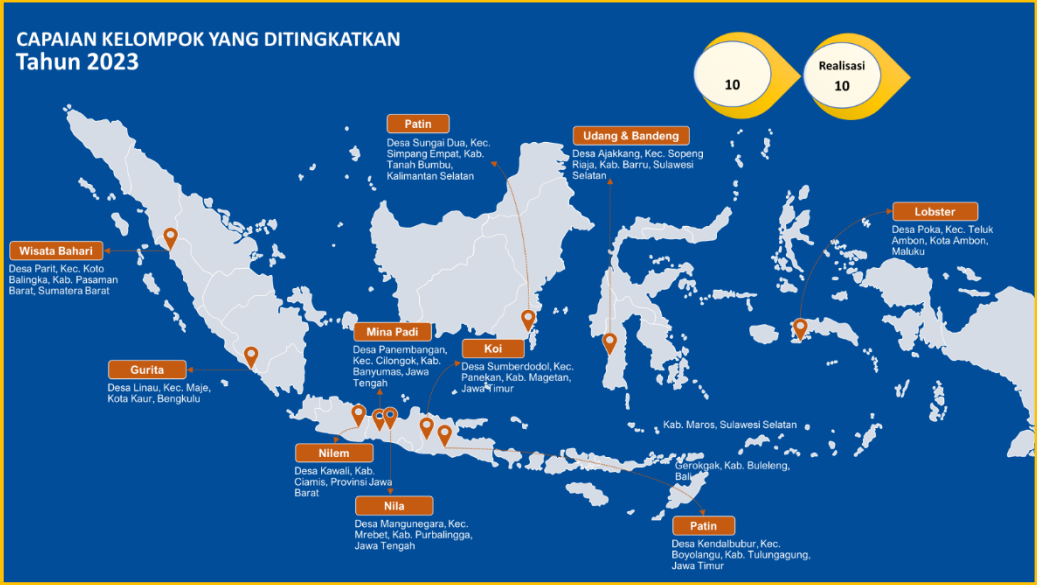 CAPAIAN KELOMPOK YANG DITINGKATKAN
Tahun 2023
10
Realisasi
10
Patin
Desa Sungai Dua, Kec.
Simpang Empat, Kab.
Tanah Bumbu,
Kalimantan Selatan
Udang & Bandeng
Desa Ajakkang, Kec. Sopeng
Riaja, Kab. Barru, Sulawesi
Selatan
Lobster
Desa Poka, Kec. Teluk
Ambon, Kota Ambon,
Maluku
Wisata Bahari
Desa Parit, Kec. Koto
Balingka, Kab. Pasaman
Barat, Sumatera Barat
Mina Padi
Desa Panembangan,
Kec. Cilongok, Kab.
Banyumas, Jawa
Tengah
Koi
Desa Sumberdodol, Kec.
Panekan, Kab. Magetan,
Jawa Timur
Gurita
Desa Linau, Kec. Maje,
Kota Kaur, Bengkulu
Kab. Maros, Sulawesi Selatan
Nilem
Desa Kawali, Kab.
Ciamis, Provinsi Jawa
Barat
Gerokgak, Kab. Buleleng,
Bali
Nila
Desa Mangunegara, Kec.
Mrebet, Kab. Purbalingga,
Jawa Tengah
Patin
Desa Kendalbubur, Kec.
Boyolangu, Kab. Tulungagung,
Jawa Timur